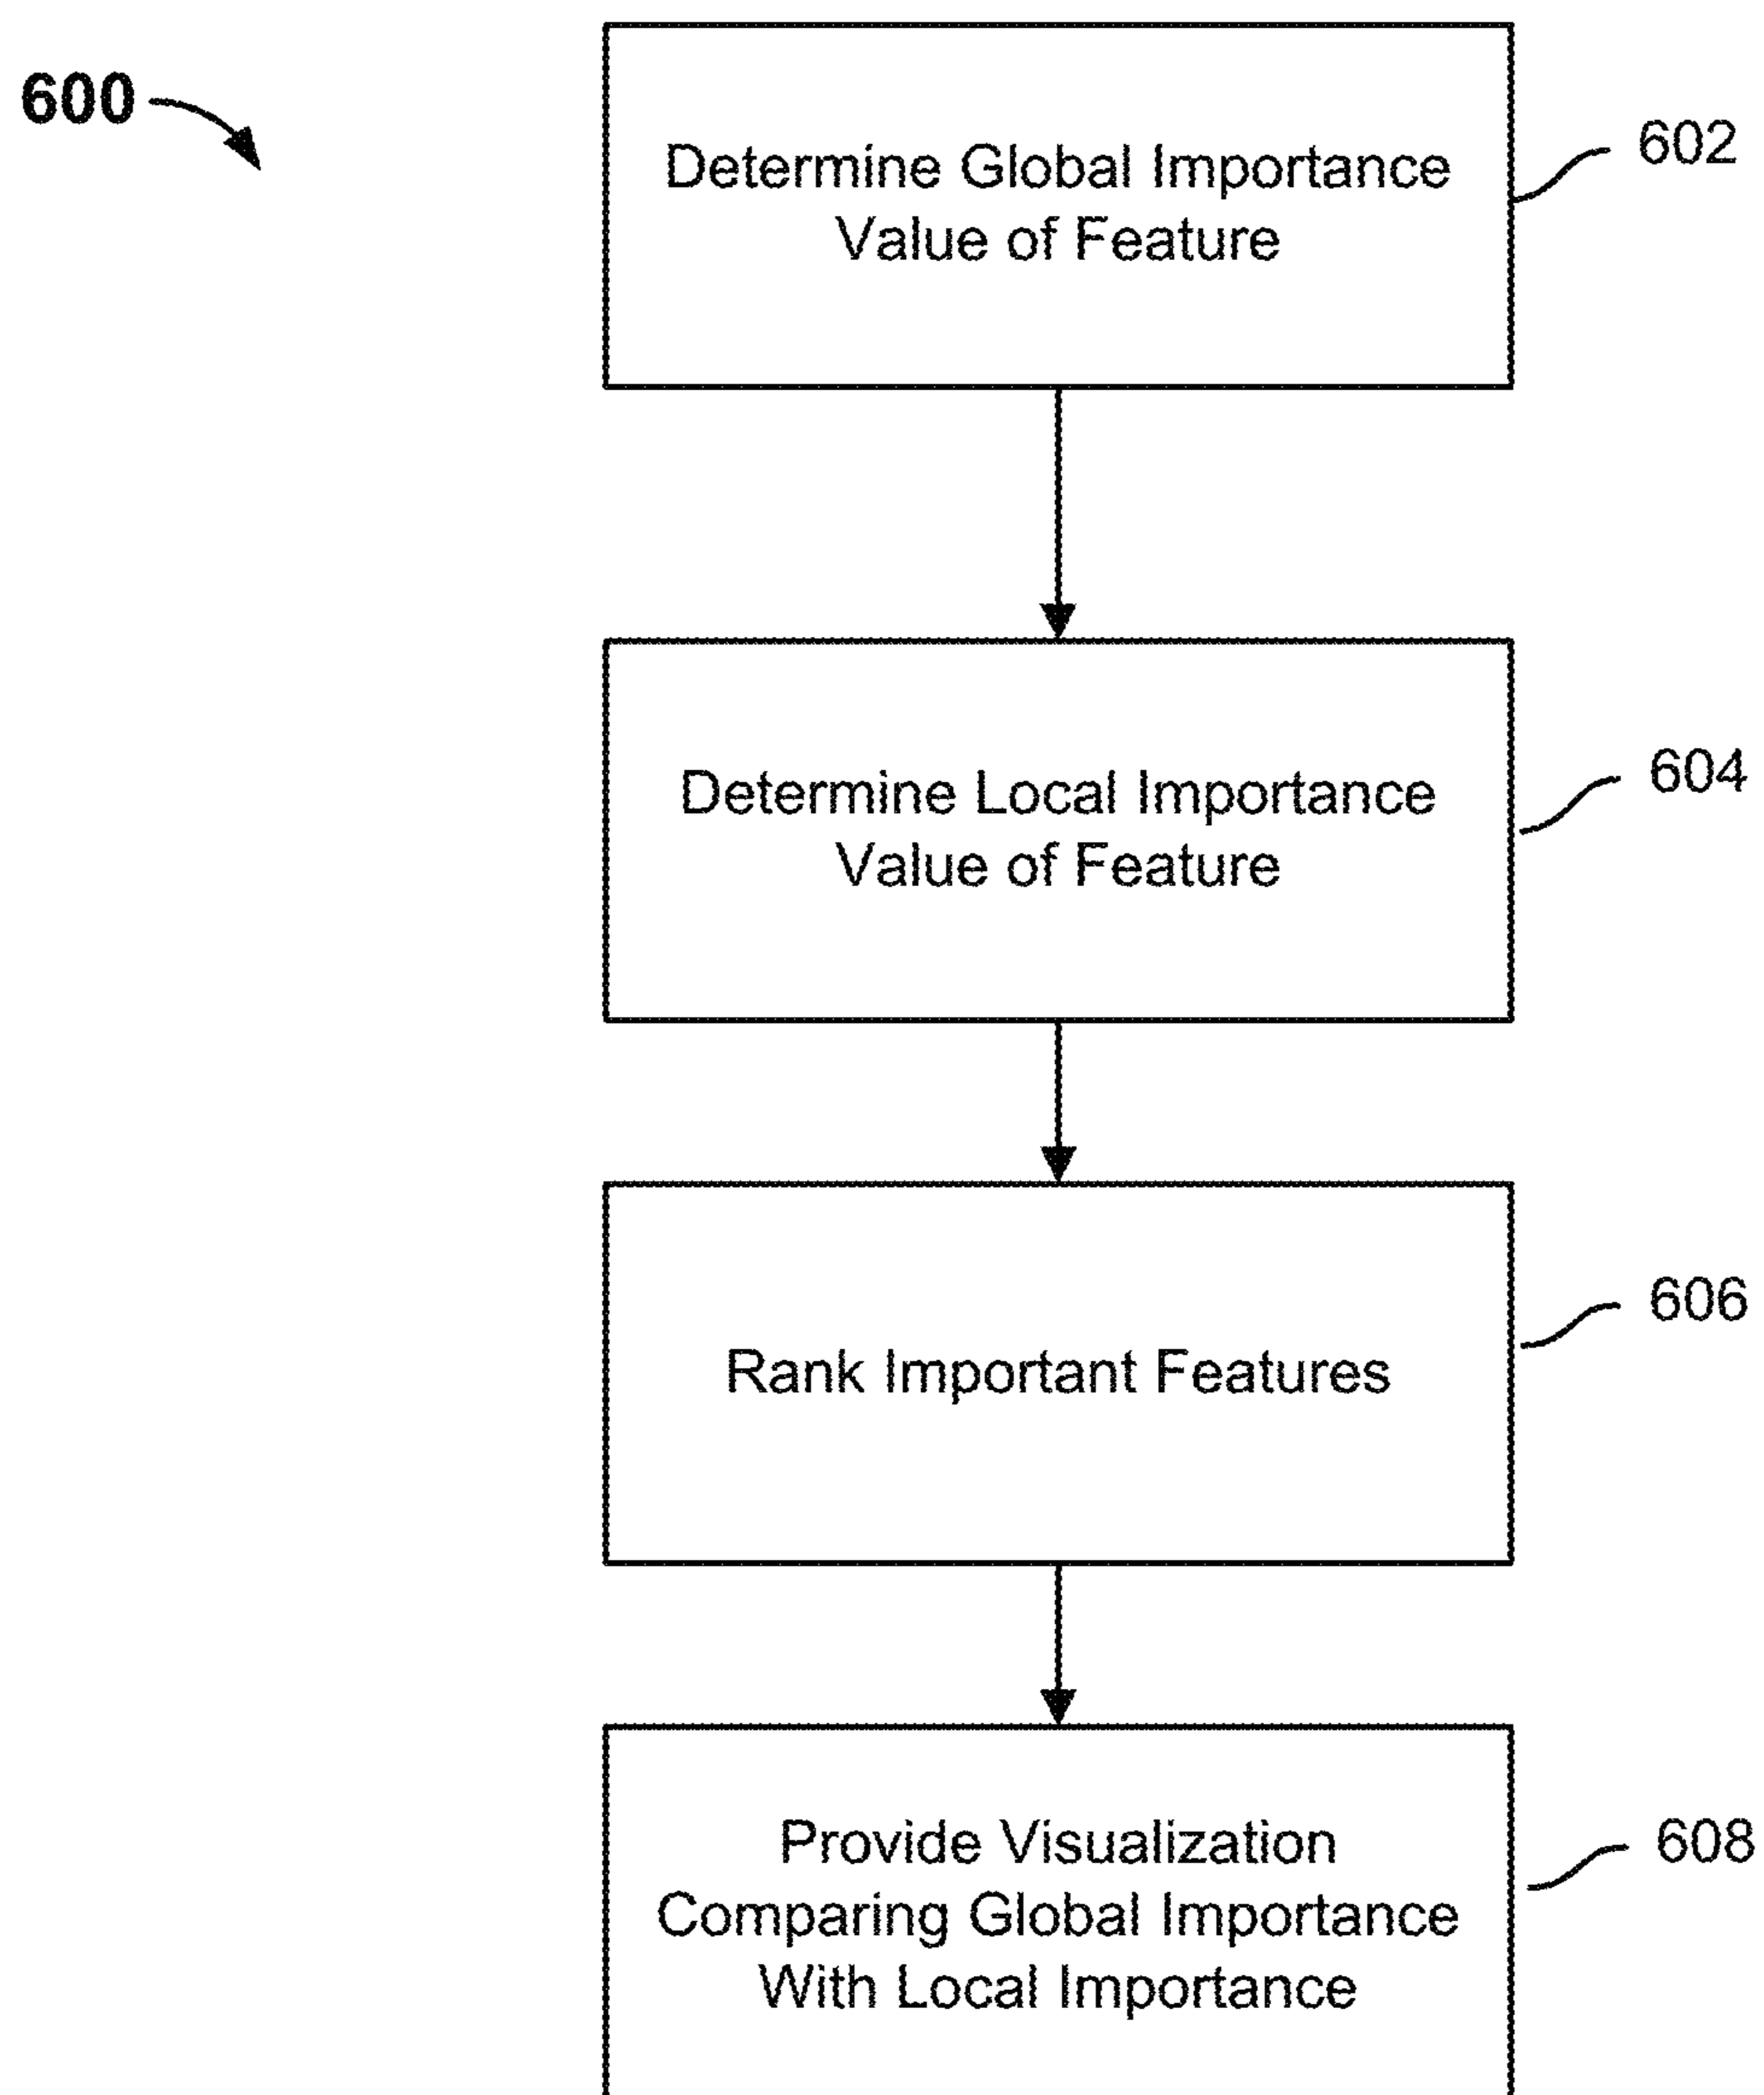 600
Determine Global Importance
Value of Feature
602
Determine Local Importance
Value of Feature
604
Rank Important Features
606
Provide Visualization
Comparing Global Importance
With Local Importance
608